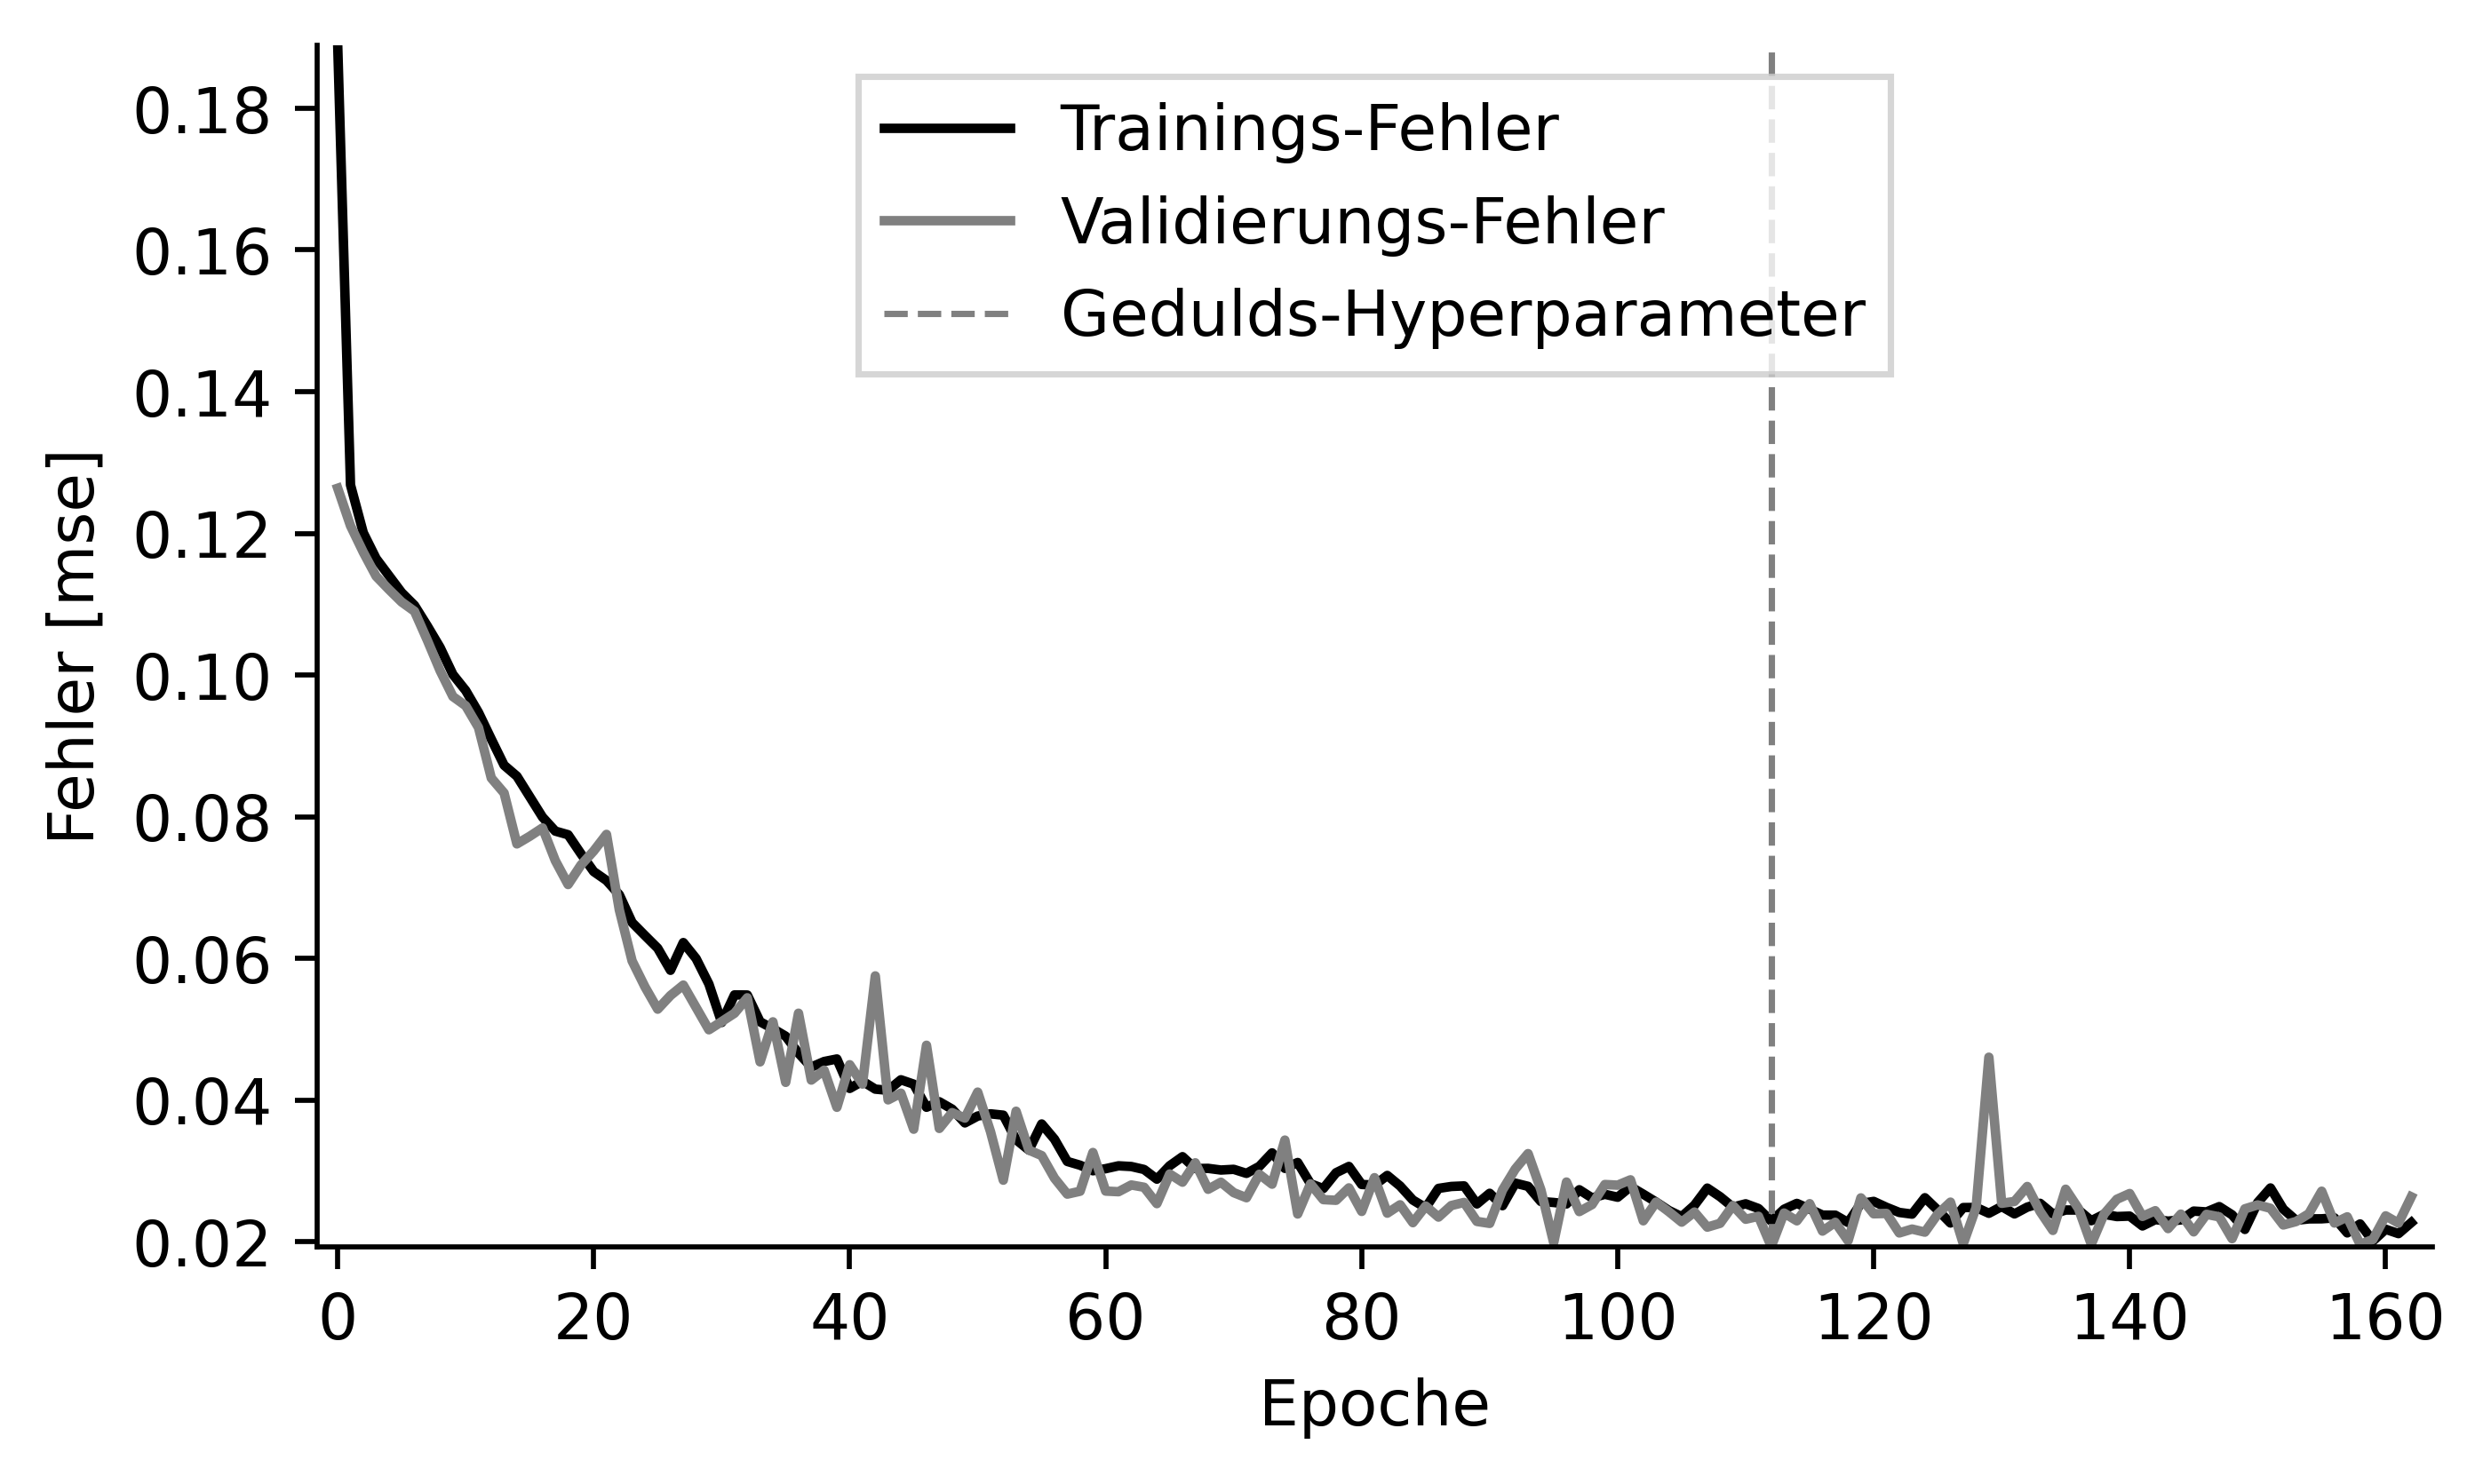 Trainings-Fehler
Validierungs-Fehler
Gedulds-Hyperparameter
Fehler [mse]
0.18
0.16
0.14
0.12
0.10
0.08
0.06
0.04
0.02
0 20 40 60 80 100 120 140 160
Epoche